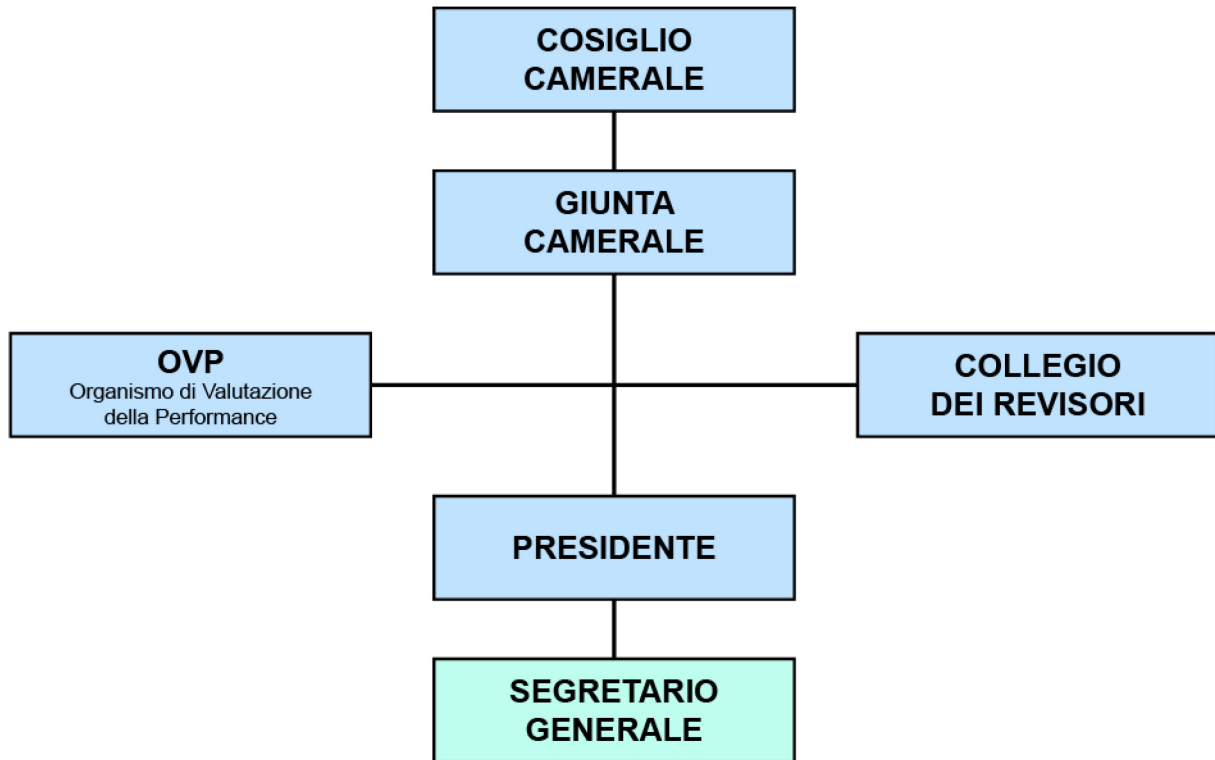 COSIGLIO
CAMERALE
GIUNTA
CAMERALE
OVP
Organismo di Valutazione
della Performance
COLLEGIO
DEI REVISORI
PRESIDENTE
SEGRETARIO
GENERALE